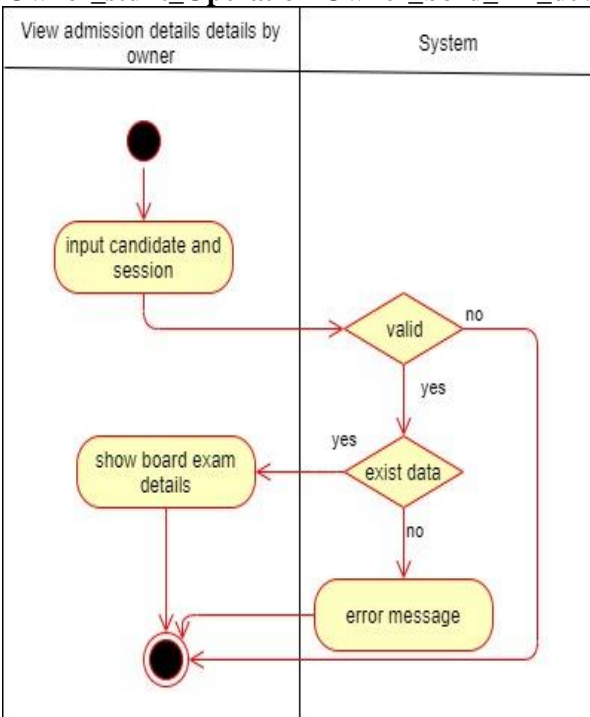 View admission details details by
owner
System
input candidate and
session
valid
no
yes
yes
show board exam
details
exist data
no
error message